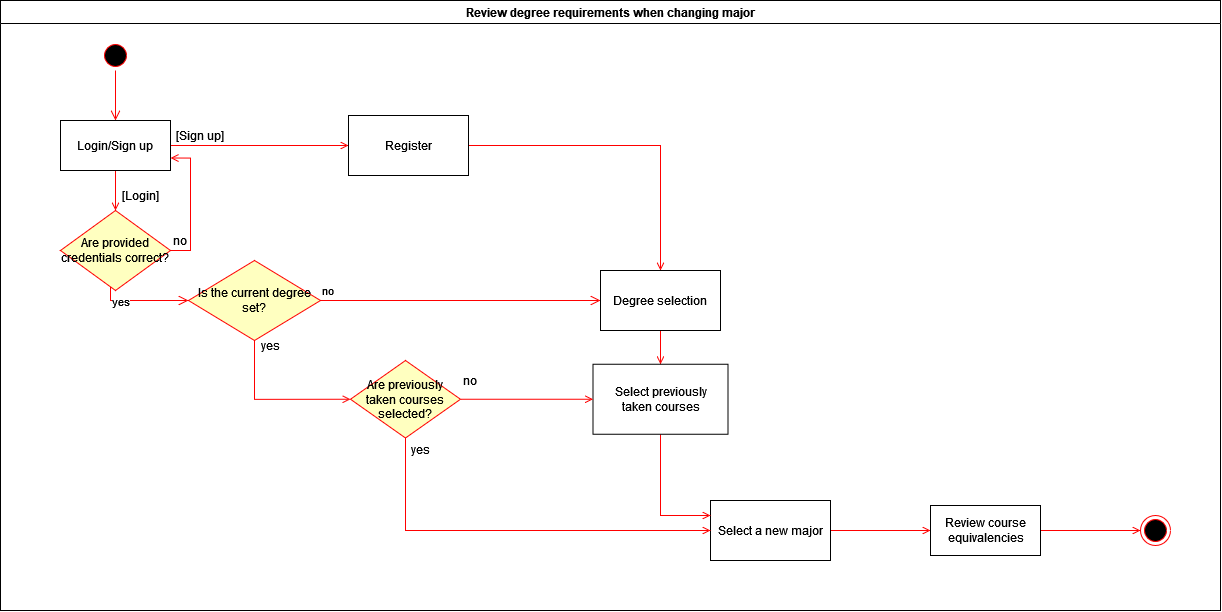 Review degree requirements when changing major
Login/Sign up
[Sign up]
Register
[Login]
Are provided
credentials correct?
no
yes
Is the current degree
set?
no
Degree selection
yes
Are previously
taken courses
selected?
no
Select previously
taken courses
yes
Select a new major
Review course
equivalencies